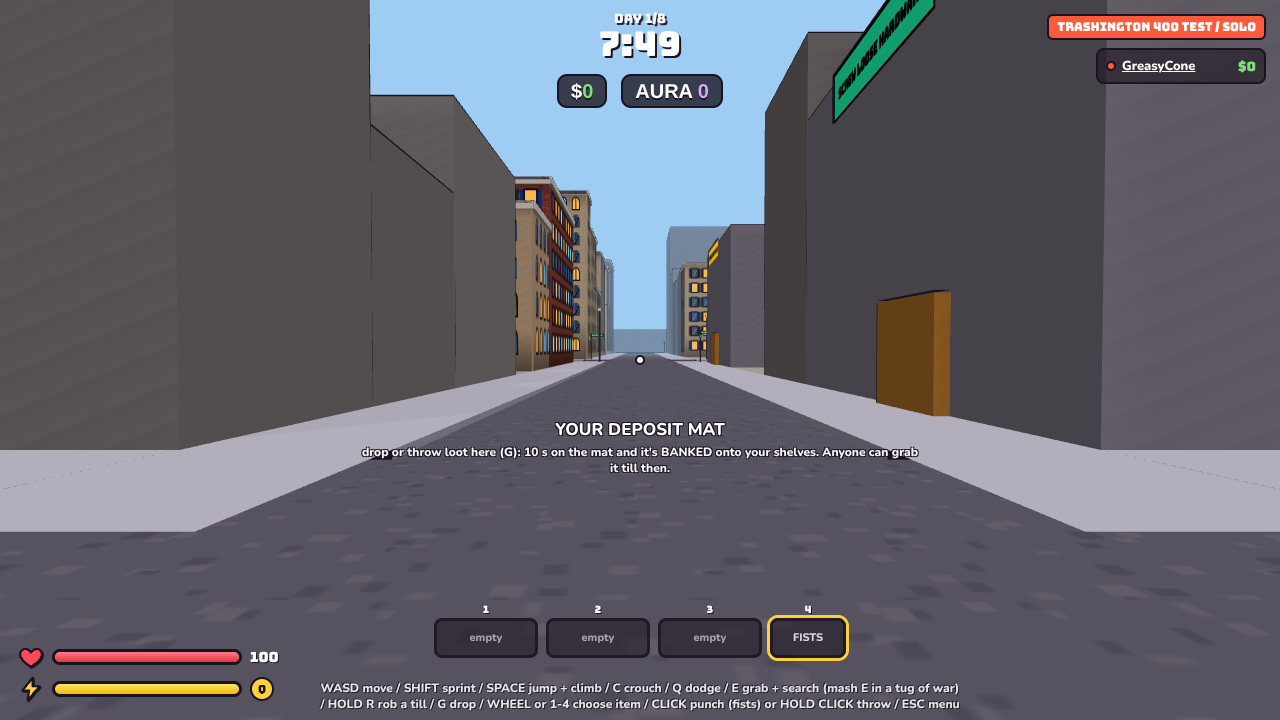 DAY 1/8
7:49
$0
AURA 0
TRASHINGTON 400 TEST / SOLO
GreasyCone $0
YOUR DEPOSIT MAT
drop or throw loot here (G): 10 s on the mat and it's BANKED onto your shelves. Anyone can grab
it till then.
1 2 3 4
empty empty empty FISTS
100
0
WASD move / SHIFT sprint / SPACE jump + climb / C crouch / Q dodge / E grab + search (mash E in a tug of war)
/ HOLD R rob a till / G drop / WHEEL or 1-4 choose item / CLICK punch (fists) or HOLD CLICK throw / ESC menu